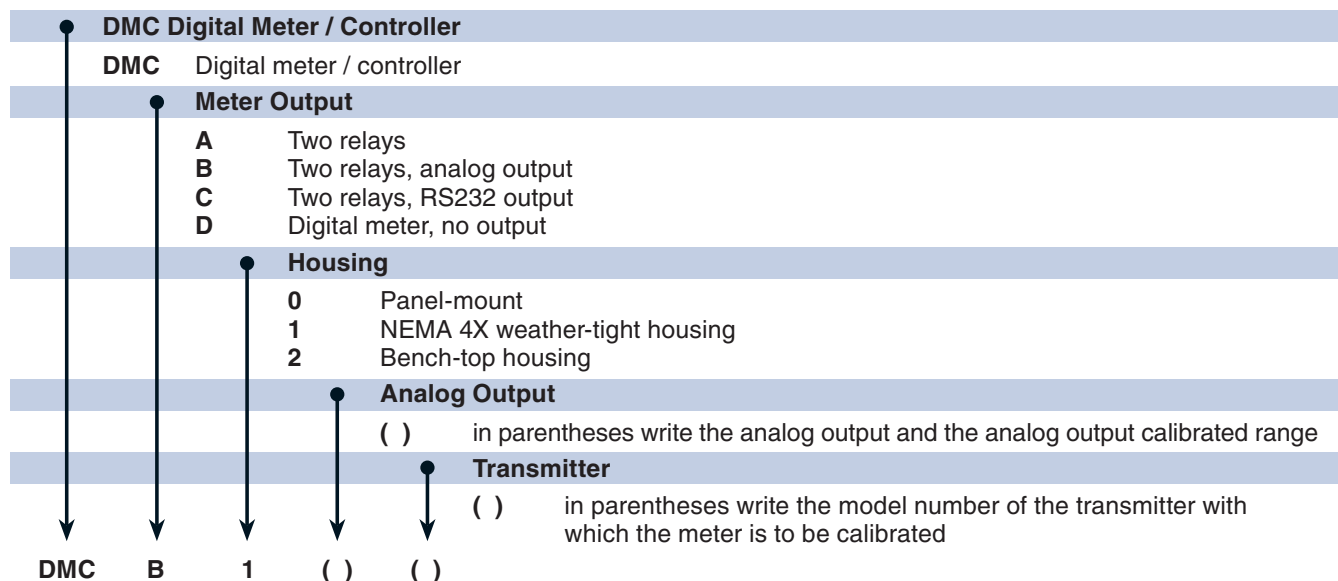 DMC Digital Meter / Controller
DMC Digital meter / controller
Meter Output
A Two relays
B Two relays, analog output
C Two relays, RS232 output
D Digital meter, no output
Housing
0 Panel-mount
1 NEMA 4X weather-tight housing
2 Bench-top housing
Analog Output
( ) in parentheses write the analog output and the analog output calibrated range
Transmitter
( ) in parentheses write the model number of the transmitter with
which the meter is to be calibrated
DMC B 1 ( ) ( )